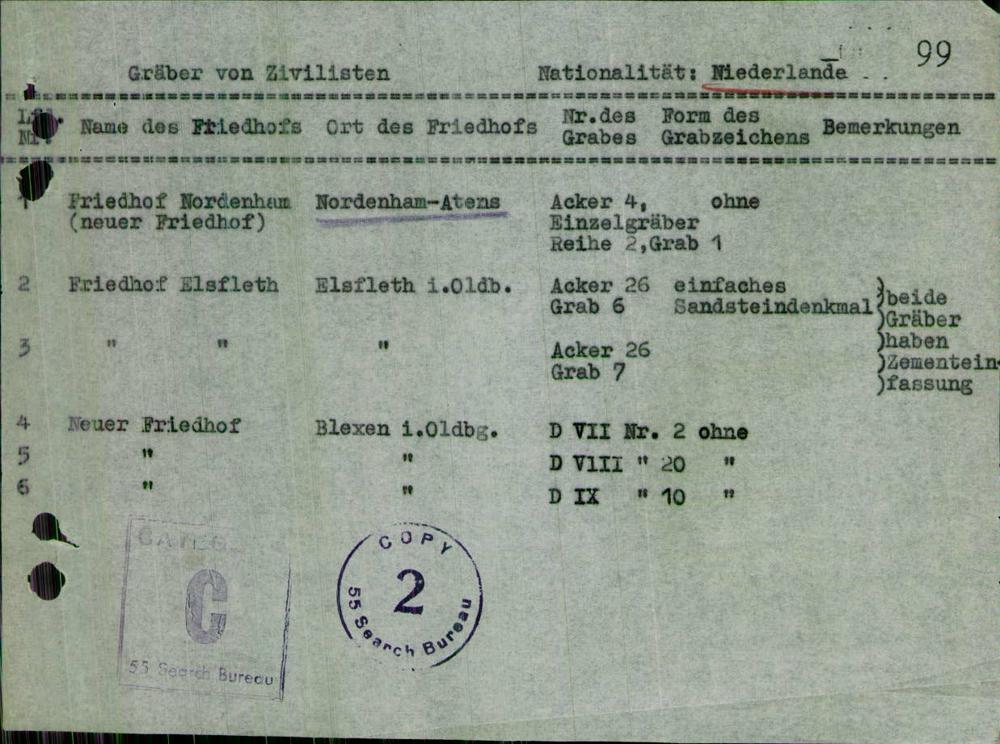 99
Gräber von Zivilisten Nationalität: Niederlande
Nr. Name des Friedhofs Ort des Friedhofs Nr.des Grabes Form des Grabzeichens Bemerkungen
1 Friedhof Nordenham Nordenham-Atens Acker 4, ohne
(neuer Friedhof) Einzelgräber
Reihe 2,Grab 1
2 Friedhof Elsfleth Elsfleth i.Oldb. Acker 26 einfaches )beide
Grab 6 Sandsteindenkmal )Gräber
3 " " " Acker 26 )haben
Grab 7 )Zementein-
)fassung
4 Neuer Friedhof Blexen i.Oldbg. D VII Nr. 2 ohne
5 " " D VIII " 20 "
6 " " D IX " 10 "
CATEG.
C
55 Search Bureau
COPY
2
55 Search Bureau